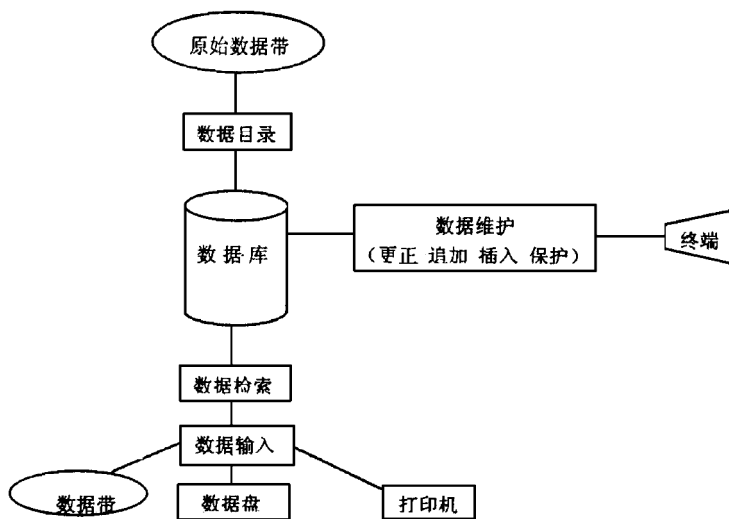 原始数据带
数据目录
数据库
数据维护
(更正 追加 插入 保护)
终端
数据检索
数据输入
数据带
数据盘
打印机